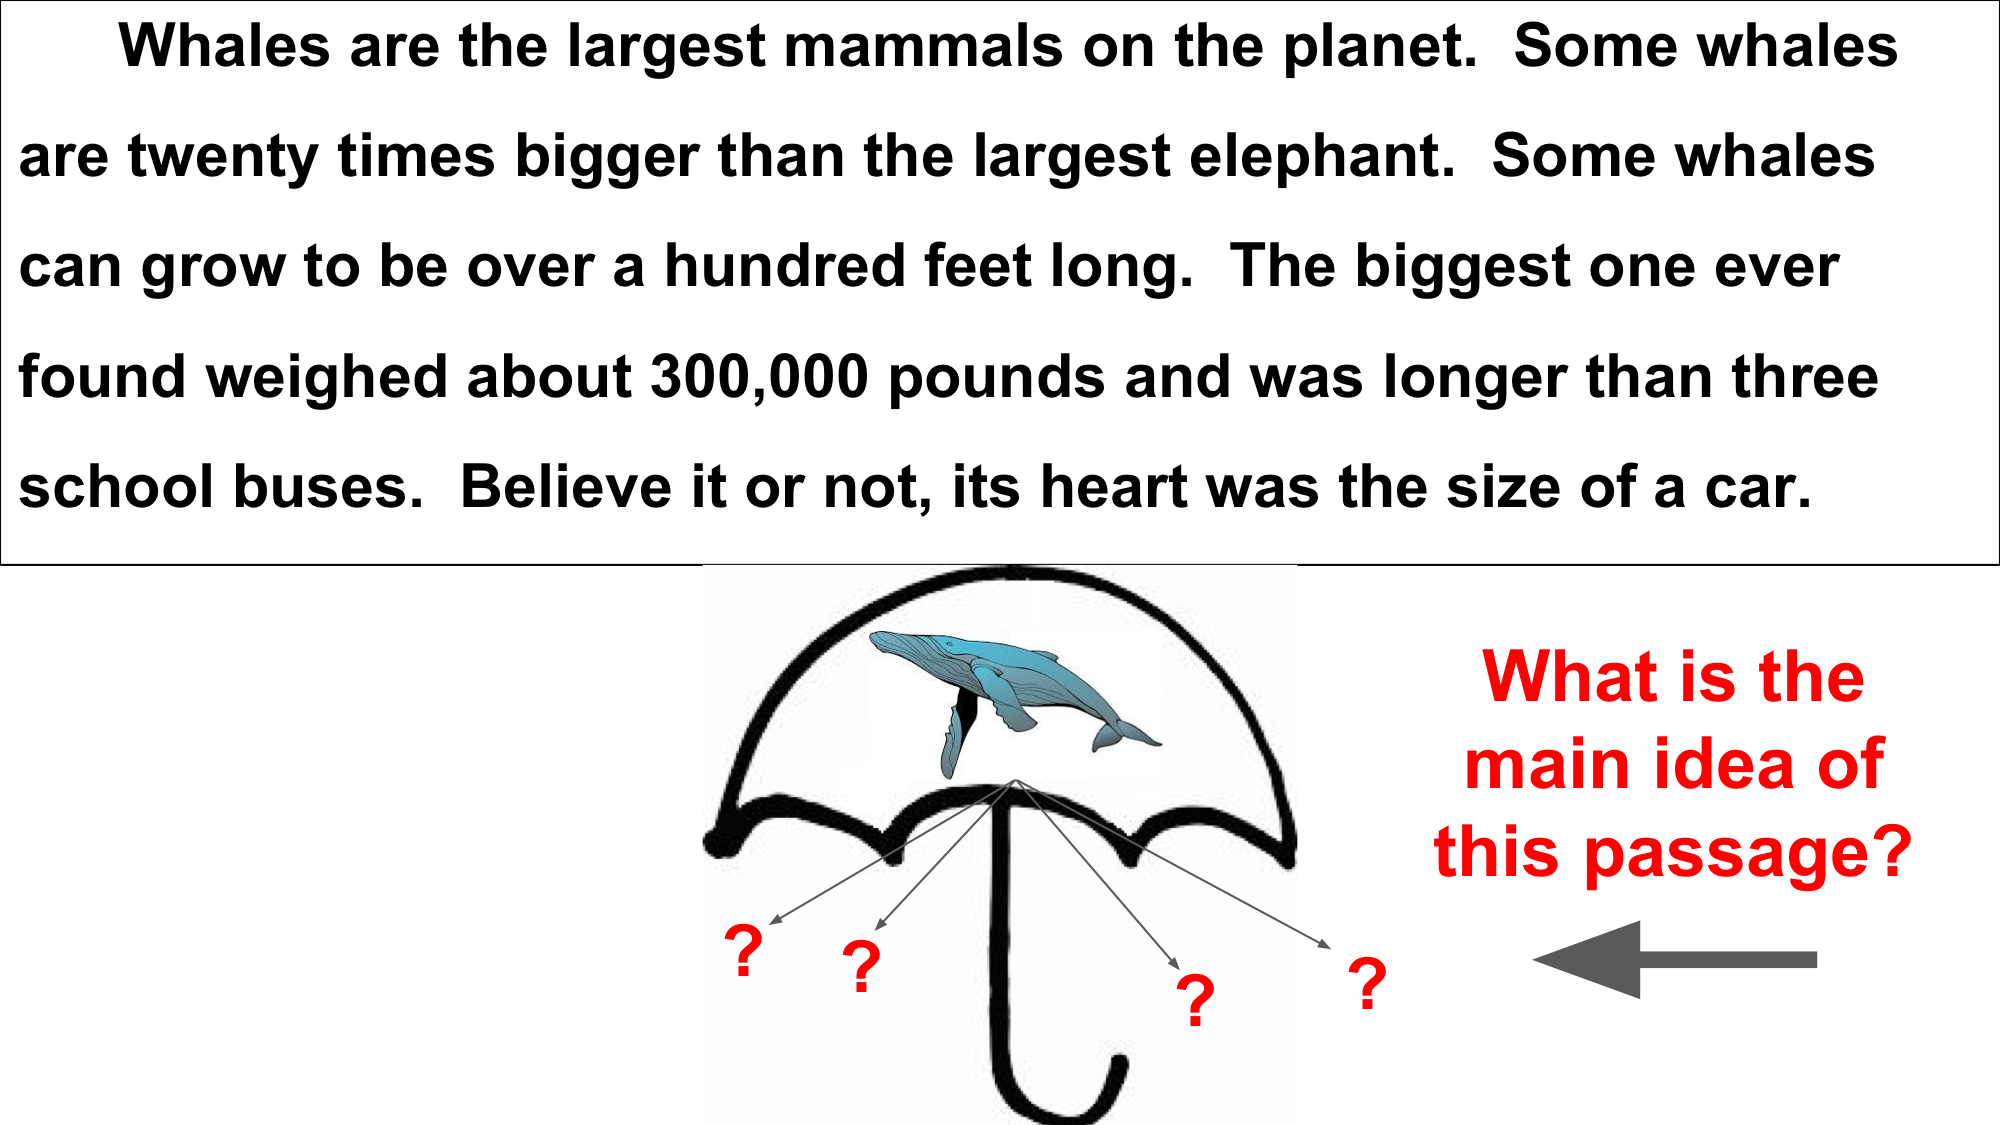 Whales are the largest mammals on the planet.  Some whales
are twenty times bigger than the largest elephant.  Some whales
can grow to be over a hundred feet long.  The biggest one ever
found weighed about 300,000 pounds and was longer than three
school buses.  Believe it or not, its heart was the size of a car.
What is the
main idea of
this passage?
?
?
?
?